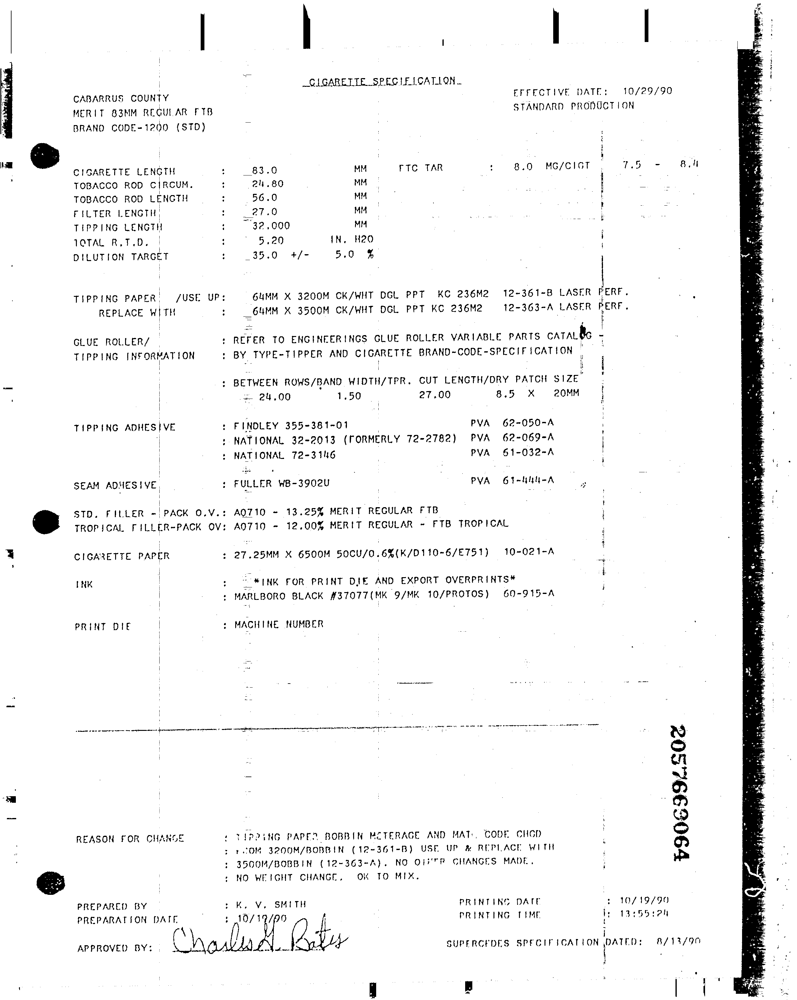 CIGARETTE SPECIFICATION
CABARRUS COUNTY
EFFECTIVE DATE: 10/29/90
MERIT 83MM REGULAR FTB
STANDARD PRODUCTION
BRAND CODE-1200 (STD)
CIGARETTE LENGTH : 83.0 MM FTC TAR : 8.0 MG/CIGT 7.5 - 8.4
TOBACCO ROD CIRCUM. : 24.80 MM
TOBACCO ROD LENGTH : 56.0 MM
FILTER LENGTH : 27.0 MM
TIPPING LENGTH : 32.000 MM
TOTAL R.T.D. : 5.20 IN. H2O
DILUTION TARGET : 35.0 +/- 5.0 %
TIPPING PAPER /USE UP: 64MM X 3200M CK/WHT DGL PPT KC 236M2 12-361-B LASER PERF.
REPLACE WITH : 64MM X 3500M CK/WHT DGL PPT KC 236M2 12-363-A LASER PERF.
GLUE ROLLER/ : REFER TO ENGINEERINGS GLUE ROLLER VARIABLE PARTS CATALOG -
TIPPING INFORMATION : BY TYPE-TIPPER AND CIGARETTE BRAND-CODE-SPECIFICATION
: BETWEEN ROWS/BAND WIDTH/TPR. CUT LENGTH/DRY PATCH SIZE
24.00 1.50 27.00 8.5 X 20MM
TIPPING ADHESIVE : FINDLEY 355-381-01 PVA 62-050-A
: NATIONAL 32-2013 (FORMERLY 72-2782) PVA 62-069-A
: NATIONAL 72-3146 PVA 61-032-A
SEAM ADHESIVE : FULLER WB-3902U PVA 61-444-A
STD. FILLER - PACK O.V.: AQ710 - 13.25% MERIT REGULAR FTB
TROPICAL FILLER-PACK OV: AQ710 - 12.00% MERIT REGULAR - FTB TROPICAL
CIGARETTE PAPER : 27.25MM X 6500M 50CU/0.6%(K/D110-6/E751) 10-021-A
INK : *INK FOR PRINT DIE AND EXPORT OVERPRINTS*
: MARLBORO BLACK #37077(MK 9/MK 10/PROTOS) 60-915-A
PRINT DIE : MACHINE NUMBER
2057669064
REASON FOR CHANGE : TIPPING PAPER BOBBIN METERAGE AND MAT. CODE CHGD
: FROM 3200M/BOBBIN (12-361-B) USE UP & REPLACE WITH
: 3500M/BOBBIN (12-363-A). NO OTHER CHANGES MADE.
: NO WEIGHT CHANGE. OK TO MIX.
PREPARED BY : K. V. SMITH PRINTING DATE : 10/19/90
PREPARATION DATE : 10/19/90 PRINTING TIME : 13:55:24
APPROVED BY: Charles G Bates SUPERCEDES SPECIFICATION DATED: 8/13/90